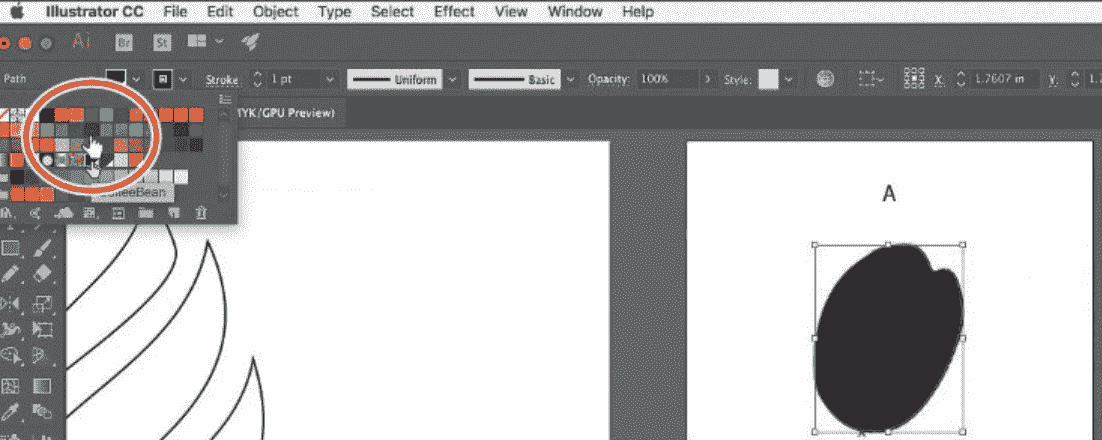 Illustrator CC File Edit Object Type Select Effect View Window Help
Ai Br St
Path Stroke: 1 pt Uniform Basic Opacity: 100% Style: X: 1.7607 in Y:
MYK/GPU Preview)
A